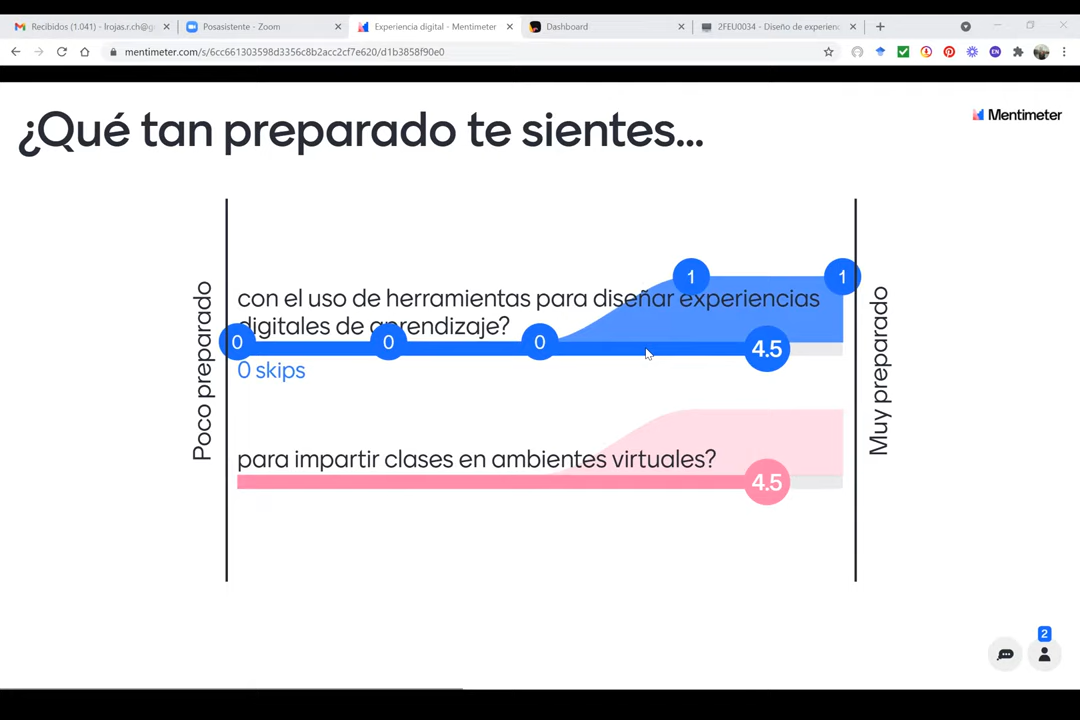 Recibidos (1.041) - lrojas.r.ch@g
Posasistente - Zoom
Experiencia digital - Mentimeter
Dashboard
2FEU0034 - Diseño de experienc
mentimeter.com/s/6cc661303598d3356c8b2acc2cf7e620/d1b3858f90e0
EN
¿Qué tan preparado te sientes...
Mentimeter
Poco preparado
con el uso de herramientas para diseñar experiencias
digitales de aprendizaje?
0
0
0
1
1
4.5
0 skips
para impartir clases en ambientes virtuales?
4.5
Muy preparado
2